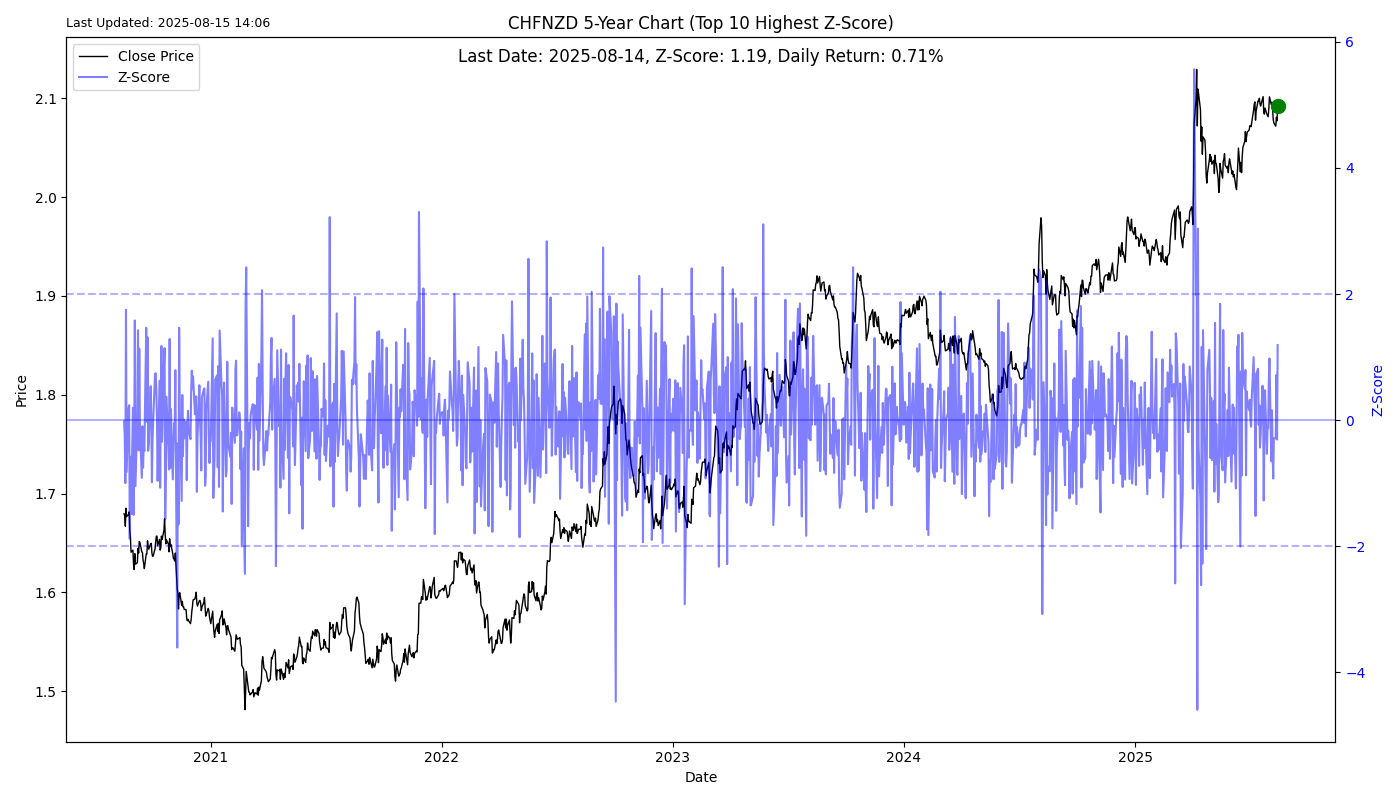 Last Updated: 2025-08-15 14:06
CHFNZD 5-Year Chart (Top 10 Highest Z-Score)
Last Date: 2025-08-14, Z-Score: 1.19, Daily Return: 0.71%
Close Price
Z-Score
Price
2.1
2.0
1.9
1.8
1.7
1.6
1.5
6
4
2
0
−2
−4
Z-Score
2021
2022
2023
2024
2025
Date